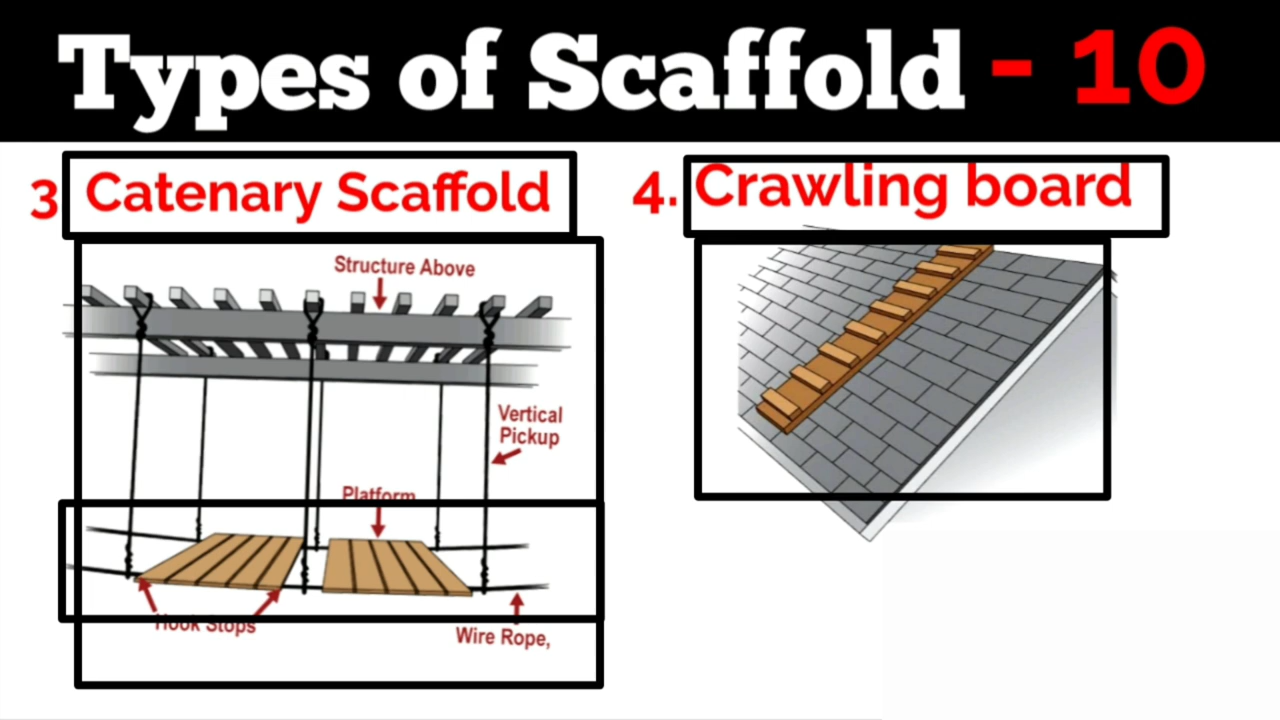 Types of Scaffold - 10
3 Catenary Scaffold
4. Crawling board
Structure Above
Vertical
Pickup
Platform
Hook Stops
Wire Rope,